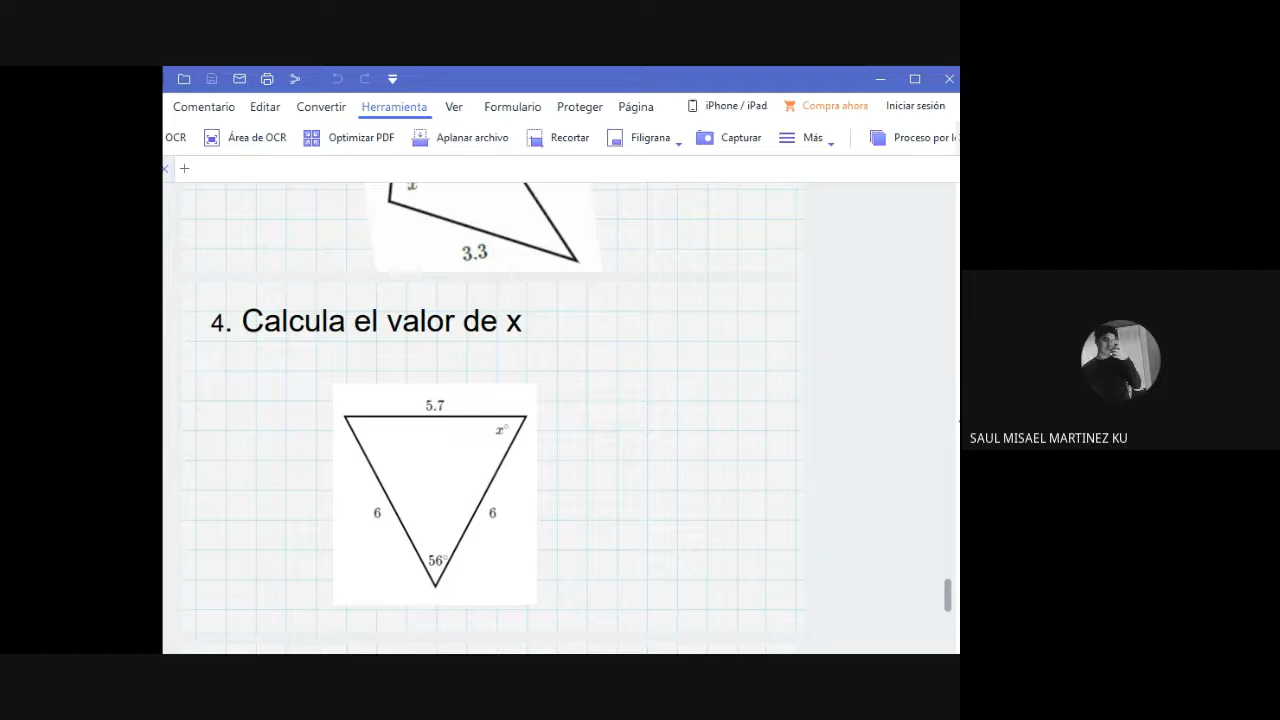 Comentario Editar Convertir Herramienta Ver Formulario Proteger Página iPhone / iPad Compra ahora Iniciar sesión
OCR Área de OCR Optimizar PDF Aplanar archivo Recortar Filigrana Capturar Más Proceso por l
x
3.3
4. Calcula el valor de x
5.7
x°
6 6
56°
SAUL MISAEL MARTINEZ KU